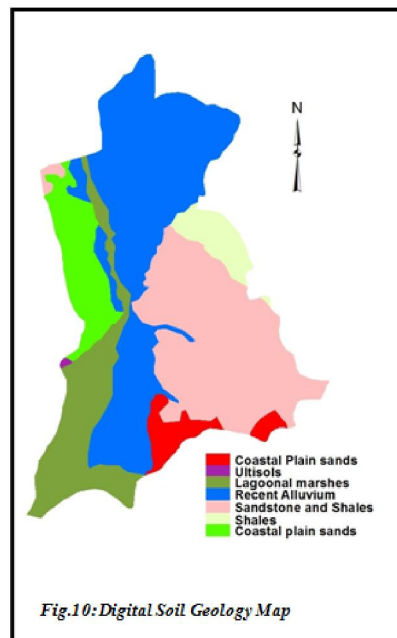 N
Coastal Plain sands
Ultisols
Lagoonal marshes
Recent Alluvium
Sandstone and Shales
Shales
Coastal plain sands
Fig.10: Digital Soil Geology Map